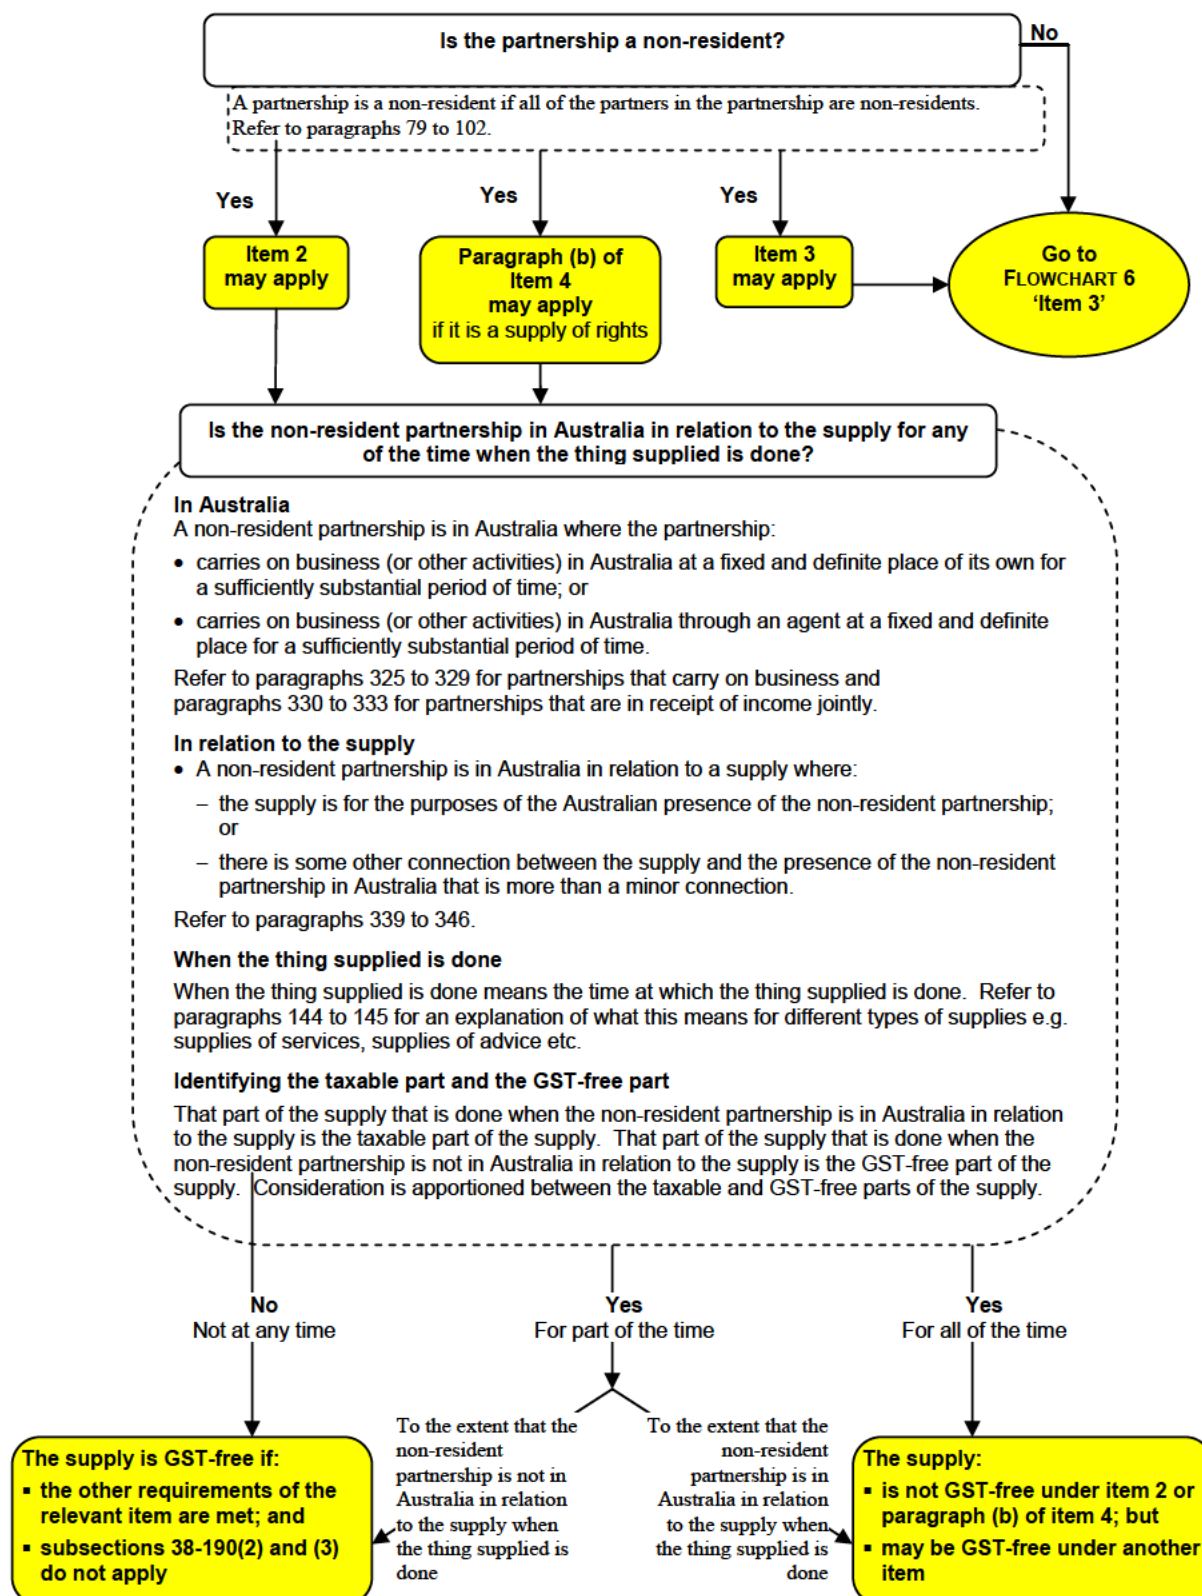 Is the partnership a non-resident?
No
A partnership is a non-resident if all of the partners in the partnership are non-residents.
Refer to paragraphs 79 to 102.
Yes
Yes
Yes
Item 2
may apply
Paragraph (b) of
Item 4
may apply
if it is a supply of rights
Item 3
may apply
Go to
FLOWCHART 6
‘Item 3’
Is the non-resident partnership in Australia in relation to the supply for any
of the time when the thing supplied is done?
In Australia
A non-resident partnership is in Australia where the partnership:
• carries on business (or other activities) in Australia at a fixed and definite place of its own for
a sufficiently substantial period of time; or
• carries on business (or other activities) in Australia through an agent at a fixed and definite
place for a sufficiently substantial period of time.
Refer to paragraphs 325 to 329 for partnerships that carry on business and
paragraphs 330 to 333 for partnerships that are in receipt of income jointly.
In relation to the supply
• A non-resident partnership is in Australia in relation to a supply where:
– the supply is for the purposes of the Australian presence of the non-resident partnership;
or
– there is some other connection between the supply and the presence of the non-resident
partnership in Australia that is more than a minor connection.
Refer to paragraphs 339 to 346.
When the thing supplied is done
When the thing supplied is done means the time at which the thing supplied is done. Refer to
paragraphs 144 to 145 for an explanation of what this means for different types of supplies e.g.
supplies of services, supplies of advice etc.
Identifying the taxable part and the GST-free part
That part of the supply that is done when the non-resident partnership is in Australia in relation
to the supply is the taxable part of the supply. That part of the supply that is done when the
non-resident partnership is not in Australia in relation to the supply is the GST-free part of the
supply. Consideration is apportioned between the taxable and GST-free parts of the supply.
No
Not at any time
Yes
For part of the time
Yes
For all of the time
The supply is GST-free if:
▪ the other requirements of the
relevant item are met; and
▪ subsections 38-190(2) and (3)
do not apply
To the extent that the
non-resident
partnership is not in
Australia in relation
to the supply when
the thing supplied is
done
To the extent that the
non-resident
partnership is in
Australia in relation
to the supply when
the thing supplied is
done
The supply:
▪ is not GST-free under item 2 or
paragraph (b) of item 4; but
▪ may be GST-free under another
item